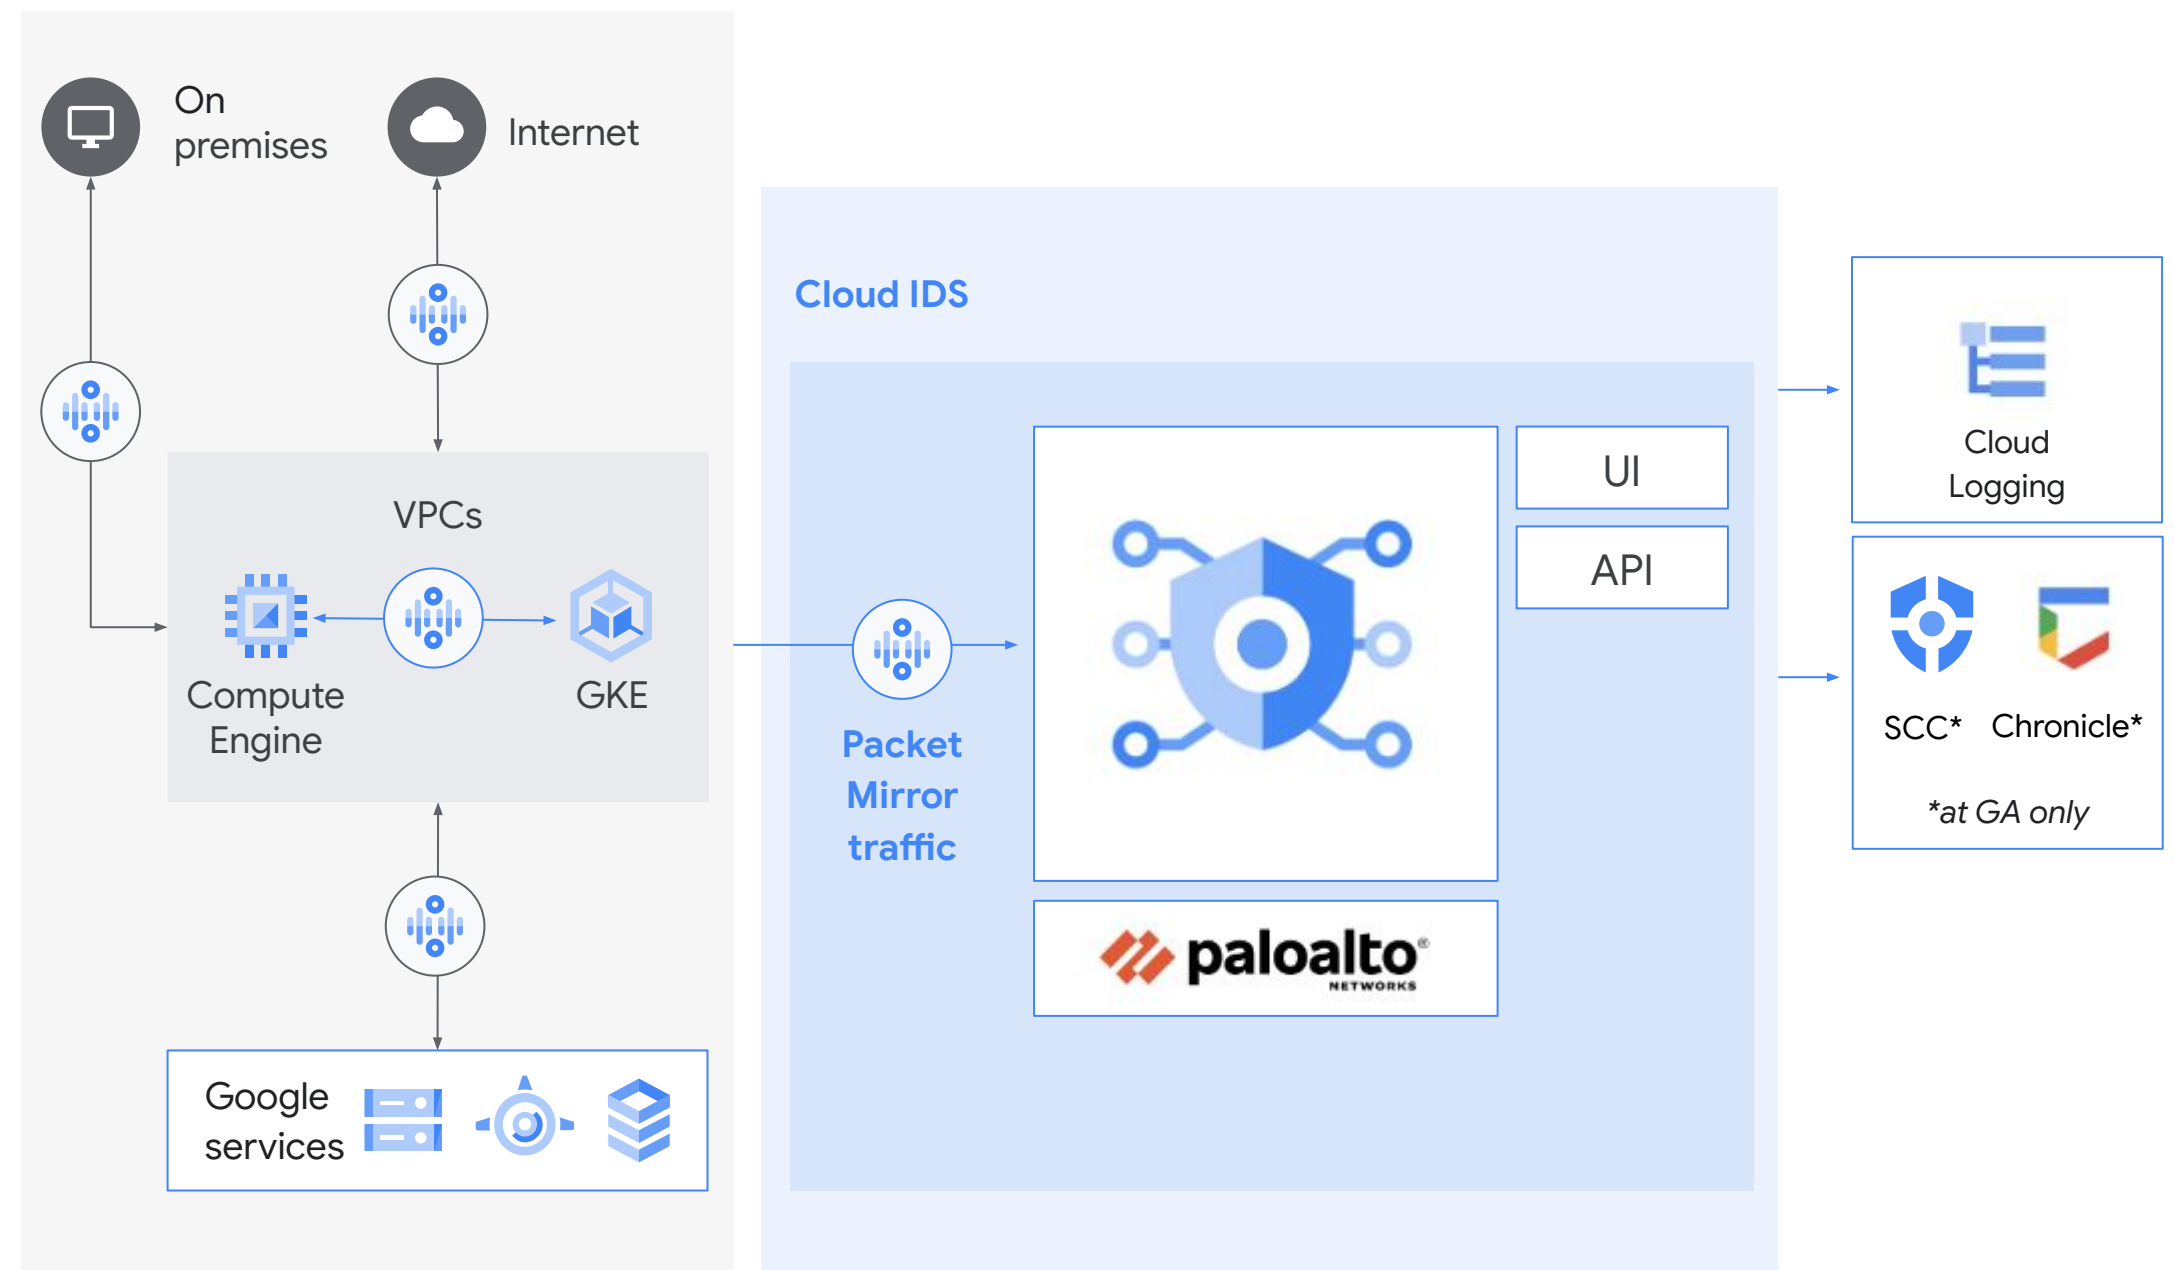 On
premises
Internet
VPCs
Compute
Engine
GKE
Google
services
Cloud IDS
Packet
Mirror
traffic
UI
API
paloalto®
NETWORKS
Cloud
Logging
SCC*
Chronicle*
*at GA only